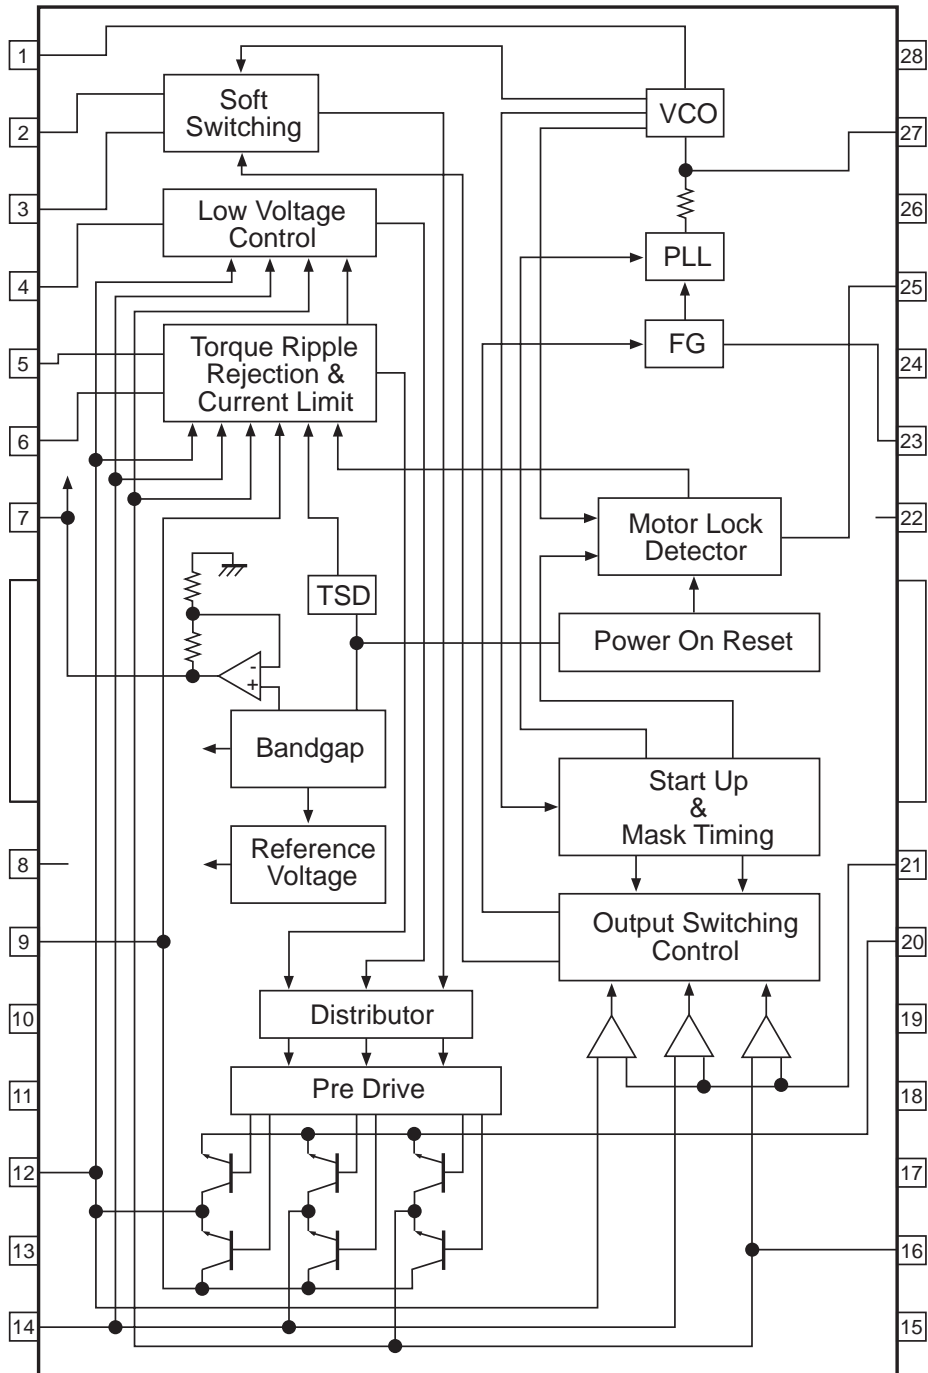 1
28
Soft
Switching
VCO
2
27
3
26
Low Voltage
Control
PLL
4
25
Torque Ripple
Rejection &
Current Limit
FG
5
24
6
23
7
22
Motor Lock
Detector
TSD
Power On Reset
-
+
Bandgap
Start Up
&
Mask Timing
Reference
Voltage
8
21
Output Switching
Control
9
20
Distributor
10
19
Pre Drive
11
18
12
17
13
16
14
15